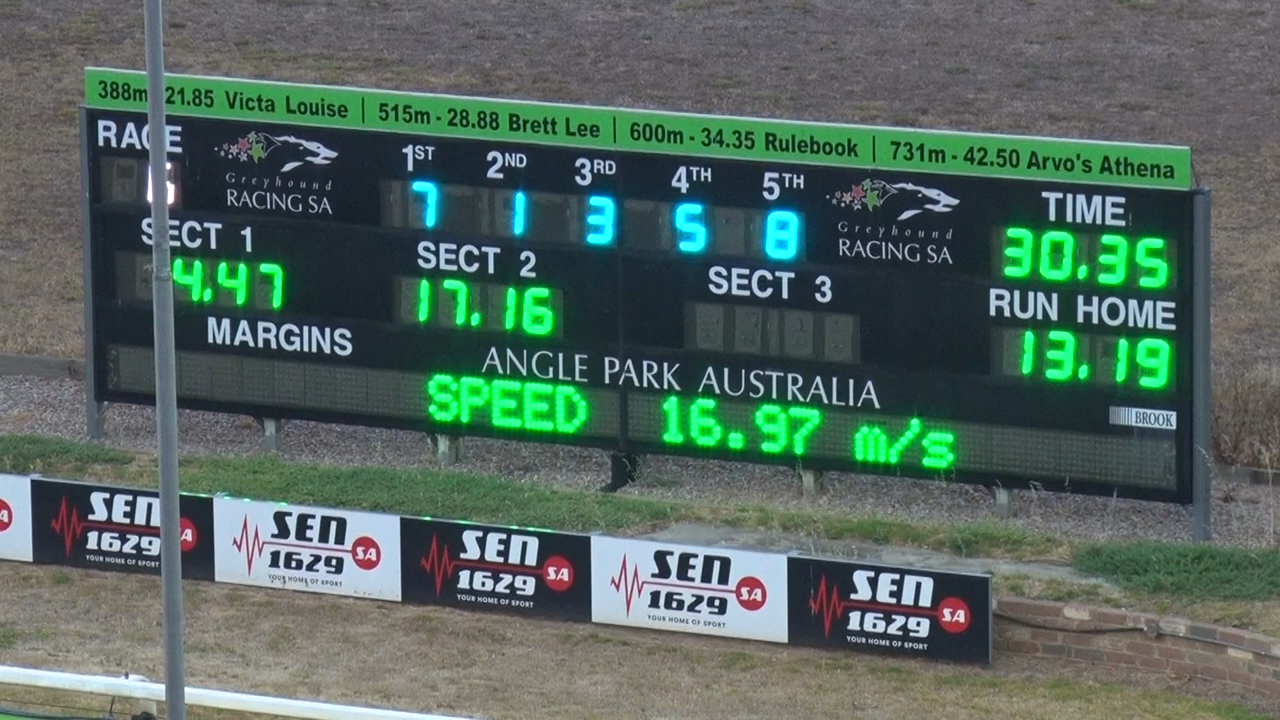 388m 21.85 Victa Louise | 515m - 28.88 Brett Lee | 600m - 34.35 Rulebook | 731m - 42.50 Arvo's Athena
RACE
Greyhound
RACING SA
1ST 2ND 3RD 4TH 5TH
7 1 3 5 8
Greyhound
RACING SA
TIME
30.35
SECT 1
4.47
SECT 2
17.16
SECT 3
RUN HOME
13.19
MARGINS
ANGLE PARK AUSTRALIA
SPEED 16.97 m/s
BROOK
SEN
1629 SA
YOUR HOME OF SPORT
SEN
1629 SA
YOUR HOME OF SPORT
SEN
1629 SA
YOUR HOME OF SPORT
SEN
1629 SA
YOUR HOME OF SPORT
SEN
1629 SA
YOUR HOME OF SPORT